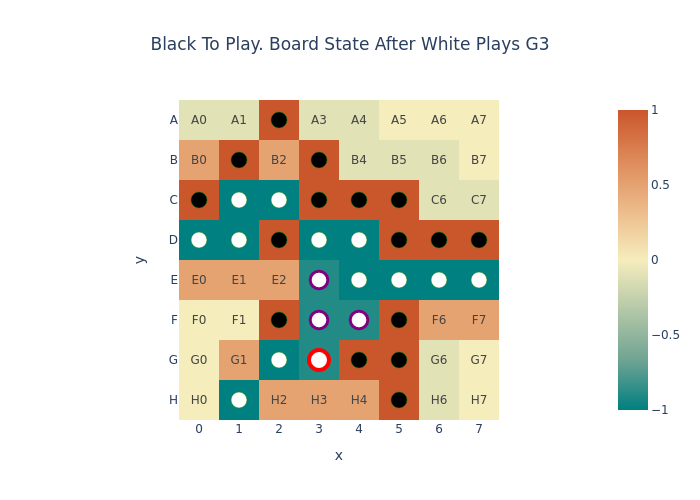 Black To Play. Board State After White Plays G3
A A0 A1 A3 A4 A5 A6 A7
B B0 B2 B4 B5 B6 B7
C C6 C7
D
E E0 E1 E2
F F0 F1 F6 F7
G G0 G1 G6 G7
H H0 H2 H3 H4 H6 H7
0 1 2 3 4 5 6 7
x
y
1
0.5
0
−0.5
−1